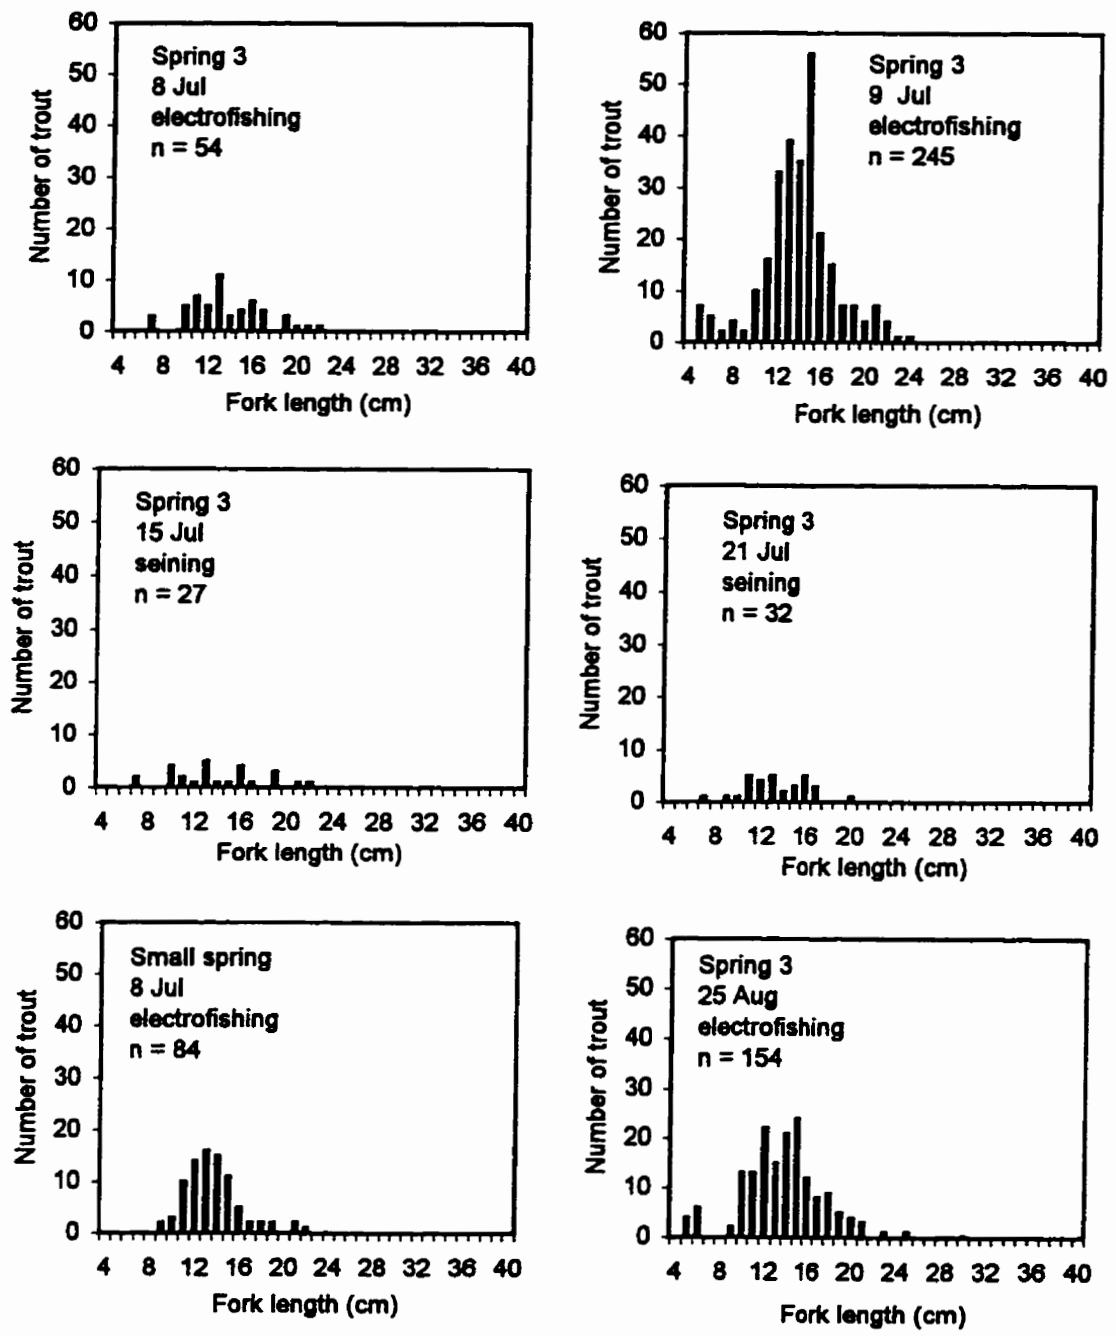 60
50
40
30
20
10
0
Number of trout
Spring 3
8 Jul
electrofishing
n = 54
4 8 12 16 20 24 28 32 36 40
Fork length (cm)
60
50
40
30
20
10
0
Number of trout
Spring 3
9 Jul
electrofishing
n = 245
4 8 12 16 20 24 28 32 36 40
Fork length (cm)
60
50
40
30
20
10
0
Number of trout
Spring 3
15 Jul
seining
n = 27
4 8 12 16 20 24 28 32 36 40
Fork length (cm)
60
50
40
30
20
10
0
Number of trout
Spring 3
21 Jul
seining
n = 32
4 8 12 16 20 24 28 32 36 40
Fork length (cm)
60
50
40
30
20
10
0
Number of trout
Small spring
8 Jul
electrofishing
n = 84
4 8 12 16 20 24 28 32 36 40
Fork length (cm)
60
50
40
30
20
10
0
Number of trout
Spring 3
25 Aug
electrofishing
n = 154
4 8 12 16 20 24 28 32 36 40
Fork length (cm)